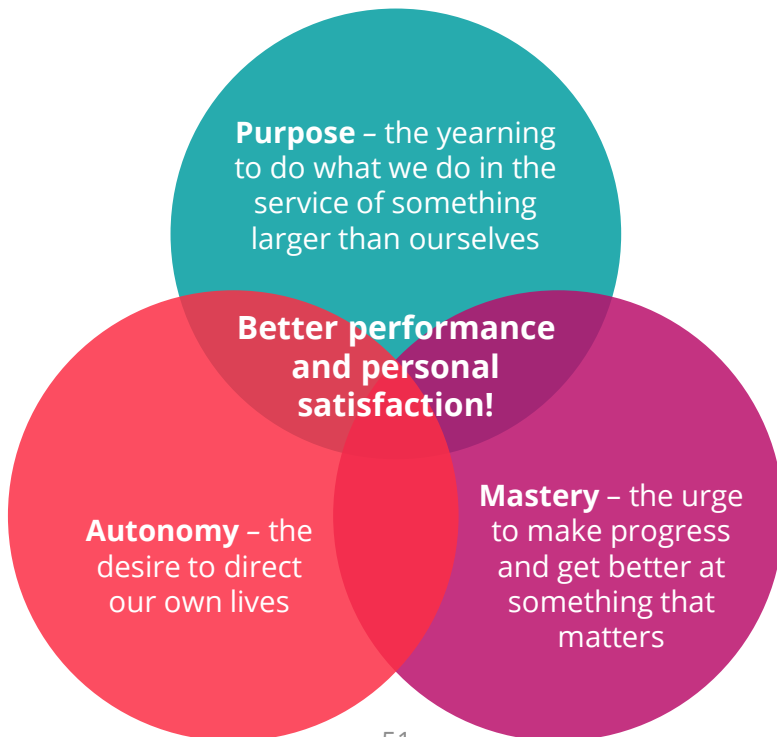 Purpose – the yearning
to do what we do in the
service of something
larger than ourselves
Better performance
and personal
satisfaction!
Autonomy – the
desire to direct
our own lives
Mastery – the urge
to make progress
and get better at
something that
matters
51